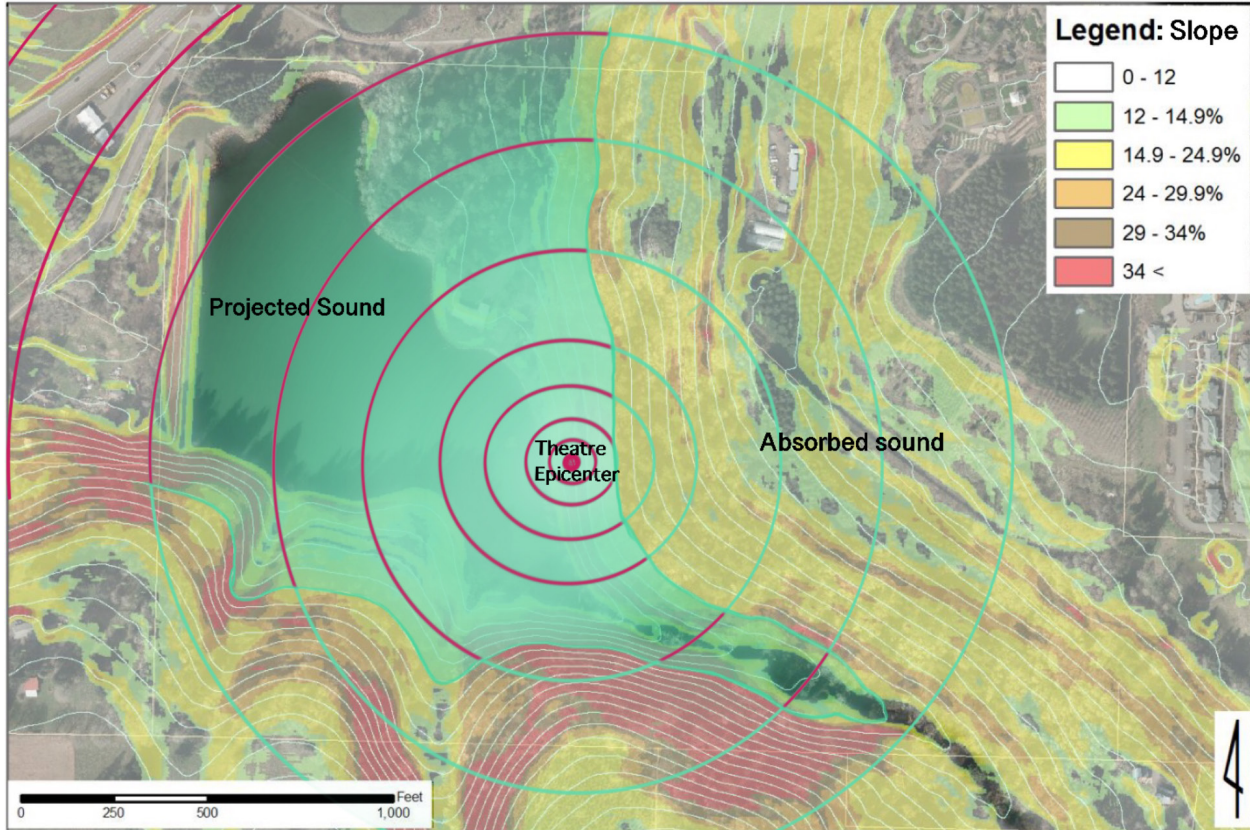 Legend: Slope
0 - 12
12 - 14.9%
14.9 - 24.9%
24 - 29.9%
29 - 34%
34 <
Projected Sound
Theatre
Epicenter
Absorbed sound
Feet
0 250 500 1,000